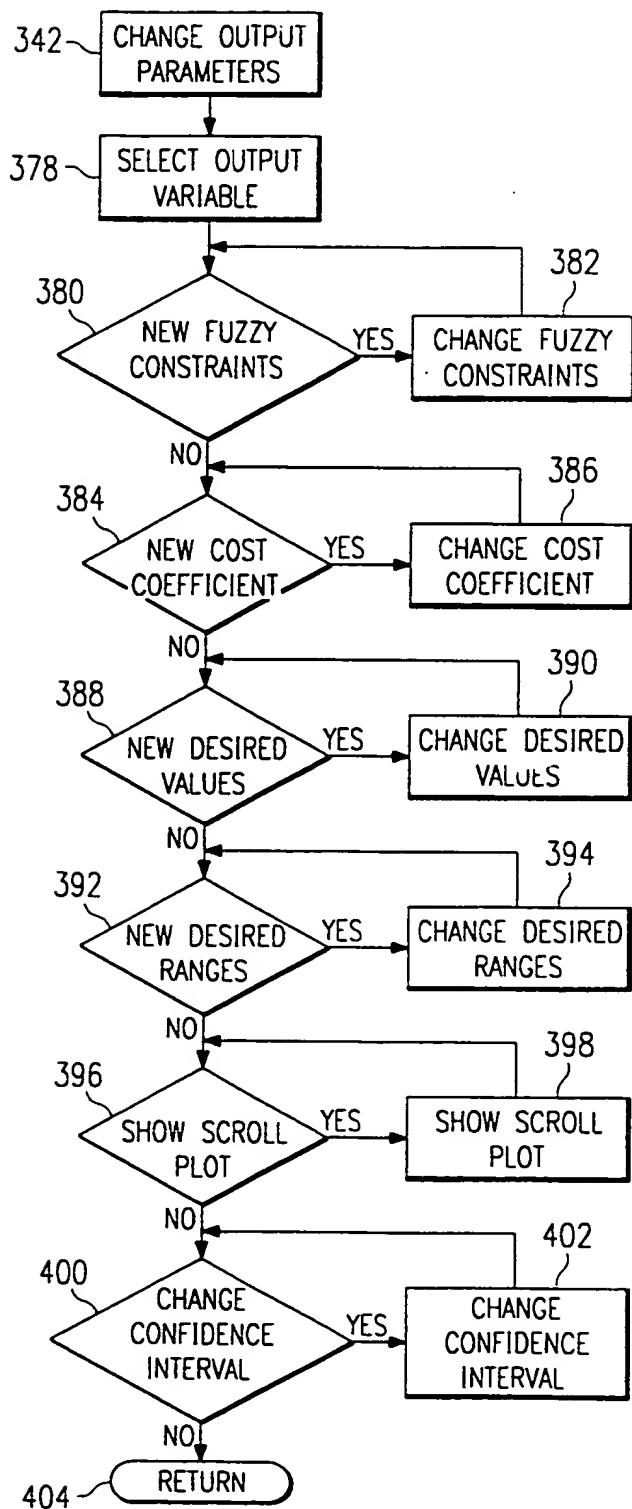 342
CHANGE OUTPUT
PARAMETERS
378
SELECT OUTPUT
VARIABLE
380
NEW FUZZY
CONSTRAINTS
YES
382
CHANGE FUZZY
CONSTRAINTS
NO
384
NEW COST
COEFFICIENT
YES
386
CHANGE COST
COEFFICIENT
NO
388
NEW DESIRED
VALUES
YES
390
CHANGE DESIRED
VALUES
NO
392
NEW DESIRED
RANGES
YES
394
CHANGE DESIRED
RANGES
NO
396
SHOW SCROLL
PLOT
YES
398
SHOW SCROLL
PLOT
NO
400
CHANGE
CONFIDENCE
INTERVAL
YES
402
CHANGE
CONFIDENCE
INTERVAL
NO
404
RETURN